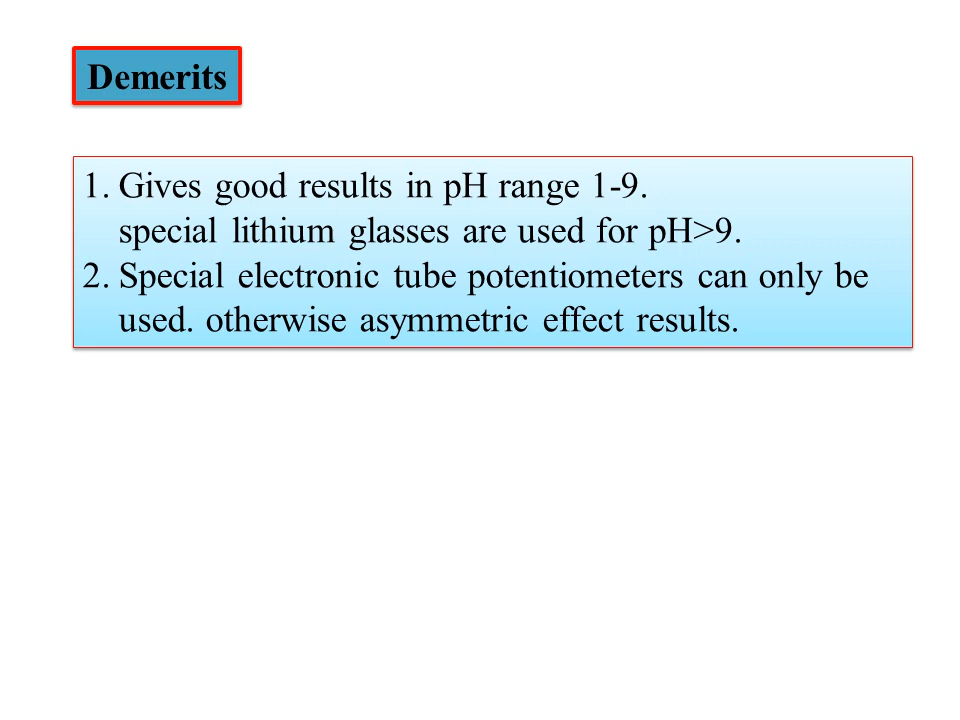 Demerits
1. Gives good results in pH range 1-9.
special lithium glasses are used for pH>9.
2. Special electronic tube potentiometers can only be
used. otherwise asymmetric effect results.